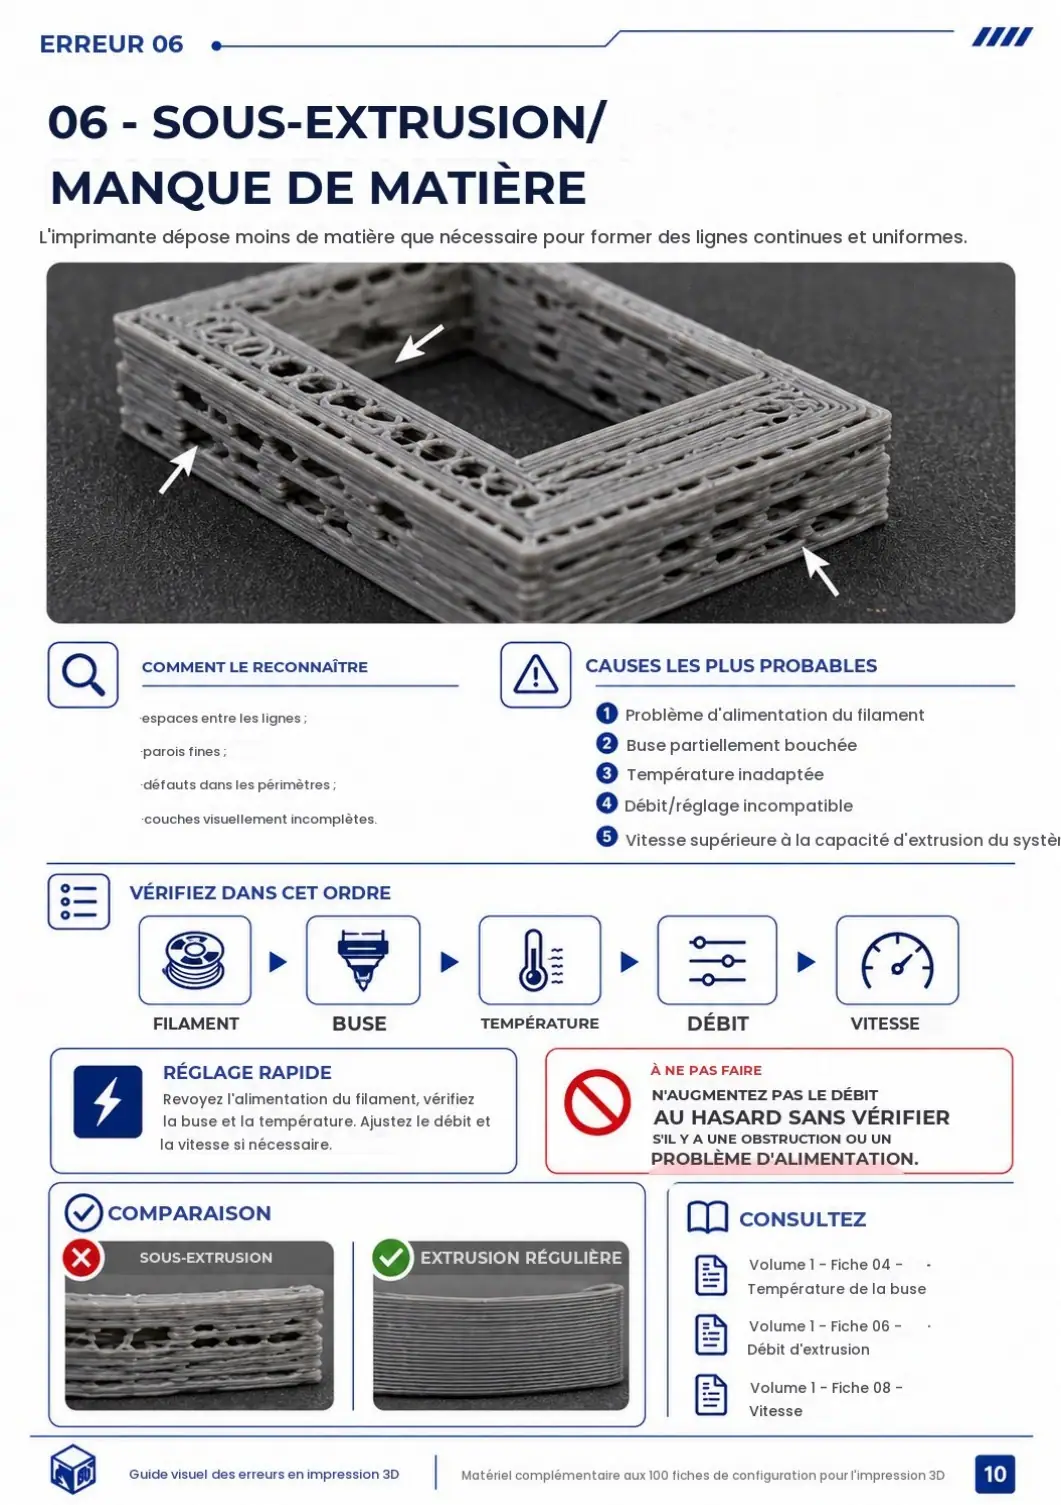 ERREUR 06
06 - SOUS-EXTRUSION/
MANQUE DE MATIÈRE
L'imprimante dépose moins de matière que nécessaire pour former des lignes continues et uniformes.
COMMENT LE RECONNAÎTRE
·espaces entre les lignes ;
·parois fines ;
·défauts dans les périmètres ;
·couches visuellement incomplètes.
CAUSES LES PLUS PROBABLES
1 Problème d'alimentation du filament
2 Buse partiellement bouchée
3 Température inadaptée
4 Débit/réglage incompatible
5 Vitesse supérieure à la capacité d'extrusion du systèr
VÉRIFIEZ DANS CET ORDRE
FILAMENT
BUSE
TEMPÉRATURE
DÉBIT
VITESSE
RÉGLAGE RAPIDE
Revoyez l'alimentation du filament, vérifiez
la buse et la température. Ajustez le débit et
la vitesse si nécessaire.
À NE PAS FAIRE
N'AUGMENTEZ PAS LE DÉBIT
AU HASARD SANS VÉRIFIER
S'IL Y A UNE OBSTRUCTION OU UN
PROBLÈME D'ALIMENTATION.
COMPARAISON
SOUS-EXTRUSION
EXTRUSION RÉGULIÈRE
CONSULTEZ
Volume 1 - Fiche 04 -
Température de la buse
Volume 1 - Fiche 06 -
Débit d'extrusion
Volume 1 - Fiche 08 -
Vitesse
Guide visuel des erreurs en impression 3D
Matériel complémentaire aux 100 fiches de configuration pour l'impression 3D
10